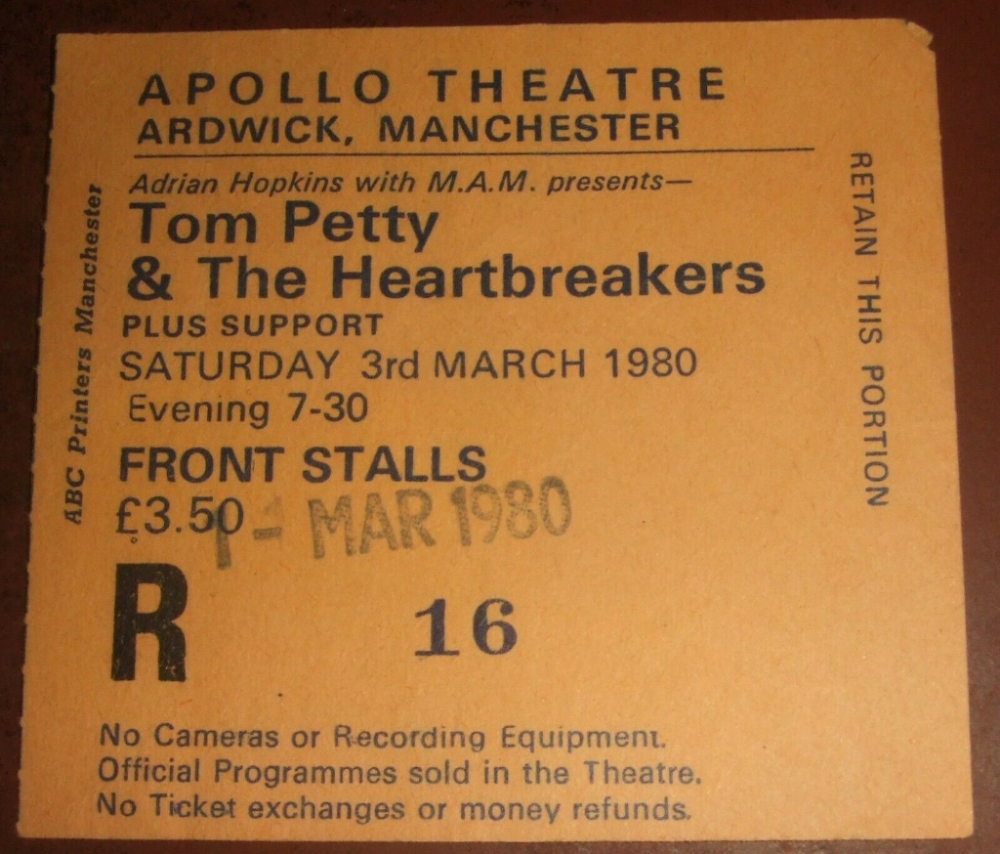 APOLLO THEATRE
ARDWICK, MANCHESTER
Adrian Hopkins with M.A.M. presents—
Tom Petty
& The Heartbreakers
PLUS SUPPORT
SATURDAY 3rd MARCH 1980
Evening 7-30
FRONT STALLS
£3.50
1 - MAR 1980
R 16
No Cameras or Recording Equipment.
Official Programmes sold in the Theatre.
No Ticket exchanges or money refunds.
ABC Printers Manchester
RETAIN THIS PORTION